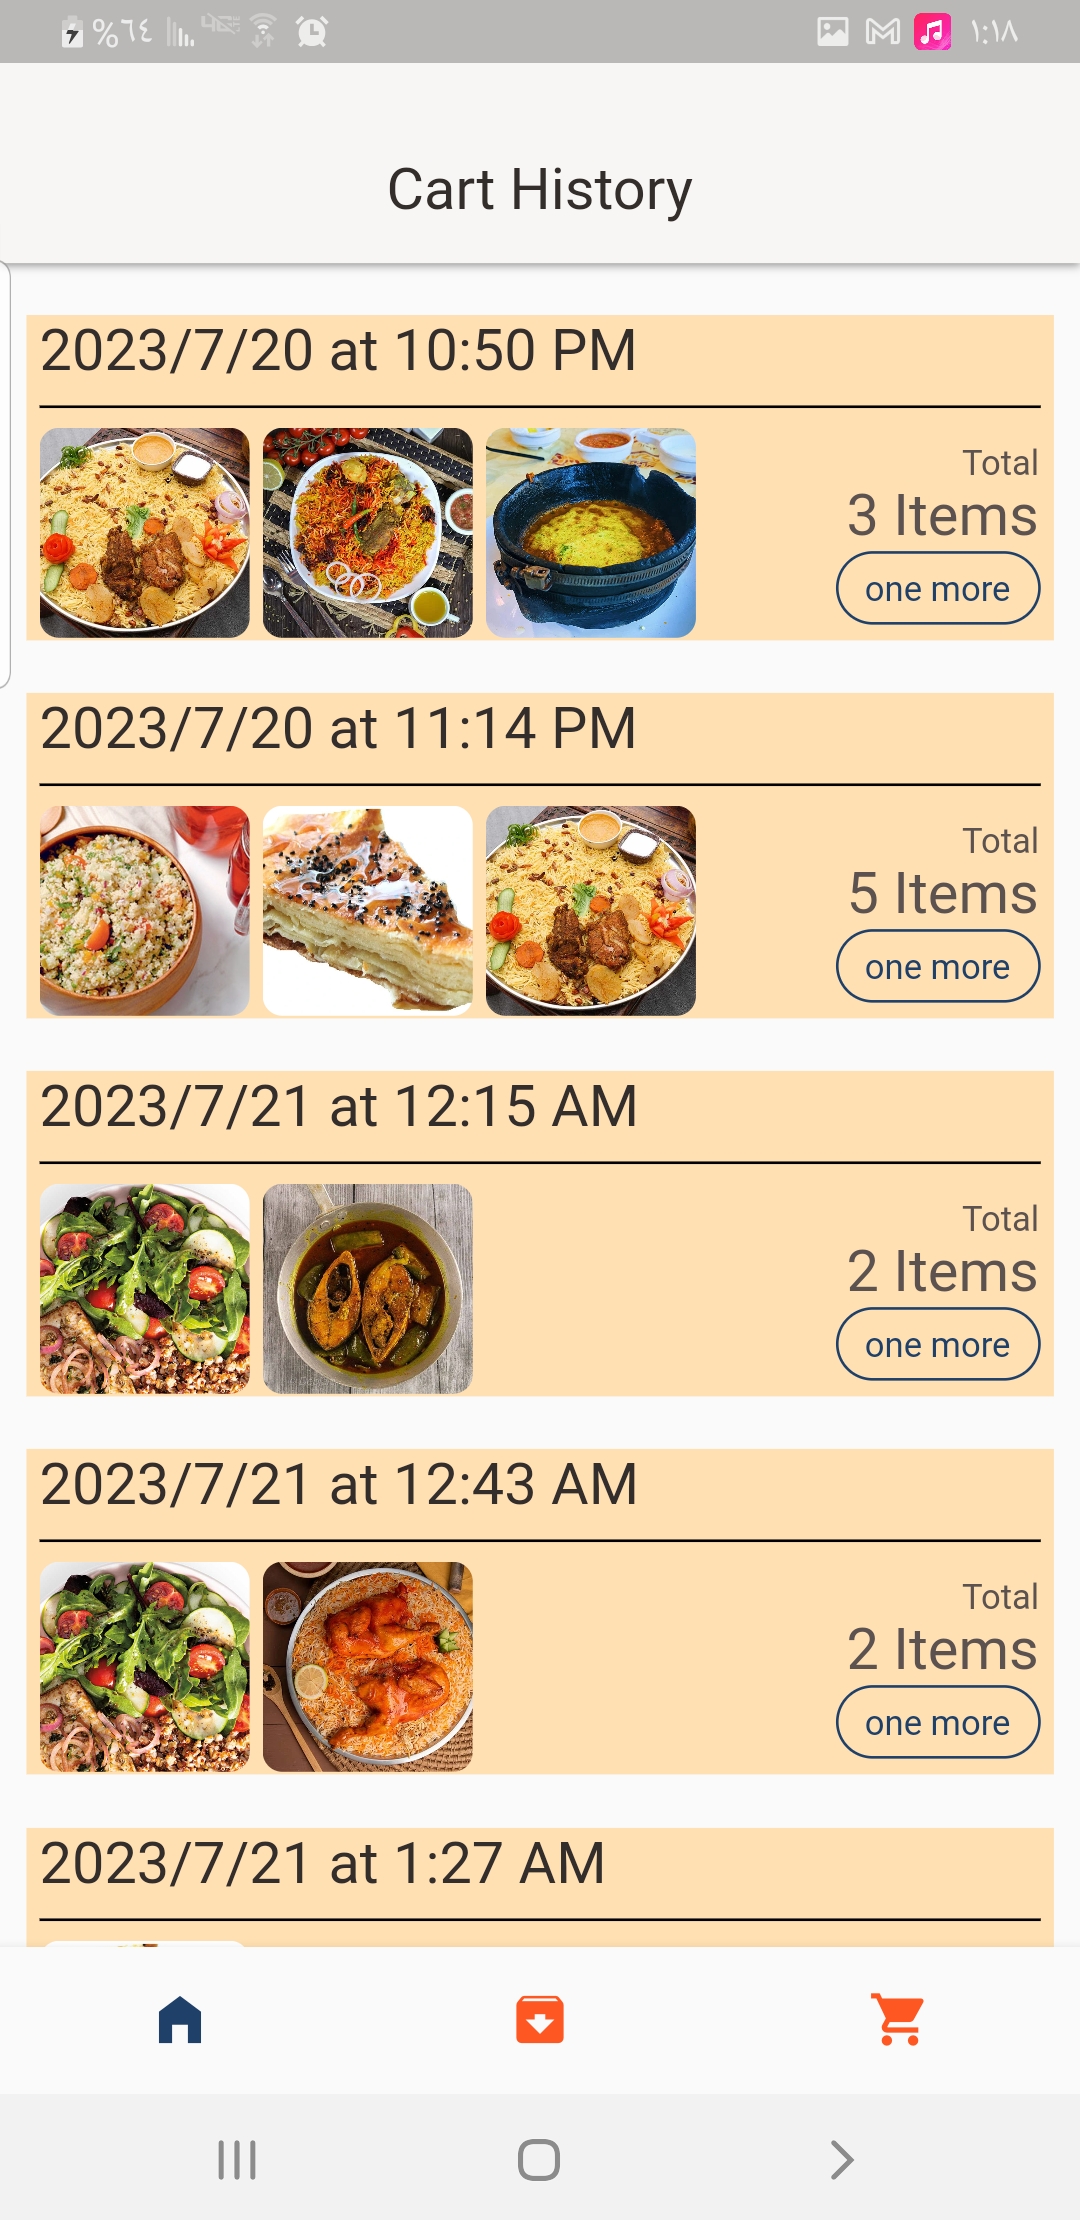 %٦٤
١:١٨
Cart History
2023/7/20 at 10:50 PM
Total
3 Items
one more
2023/7/20 at 11:14 PM
Total
5 Items
one more
2023/7/21 at 12:15 AM
Total
2 Items
one more
2023/7/21 at 12:43 AM
Total
2 Items
one more
2023/7/21 at 1:27 AM